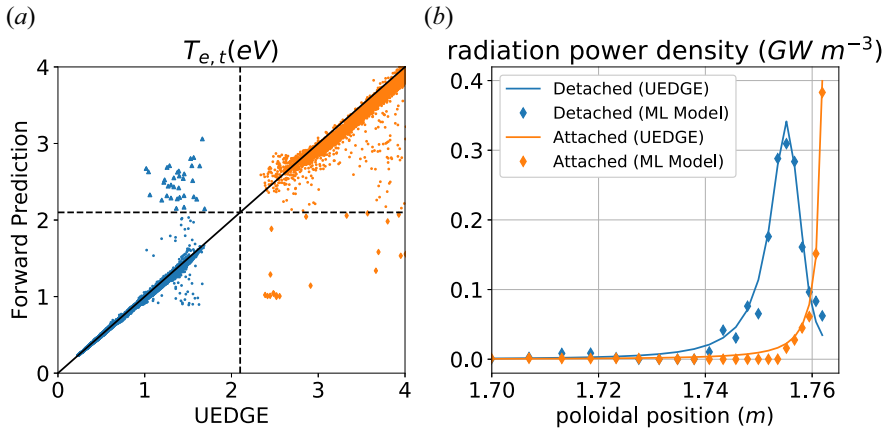 (a)
T_{e,t}(eV)
Forward Prediction
4
3
2
1
0
0 1 2 3 4
UEDGE
(b)
radiation power density (GW m⁻³)
0.4
0.3
0.2
0.1
0.0
Detached (UEDGE)
Detached (ML Model)
Attached (UEDGE)
Attached (ML Model)
1.70 1.72 1.74 1.76
poloidal position (m)